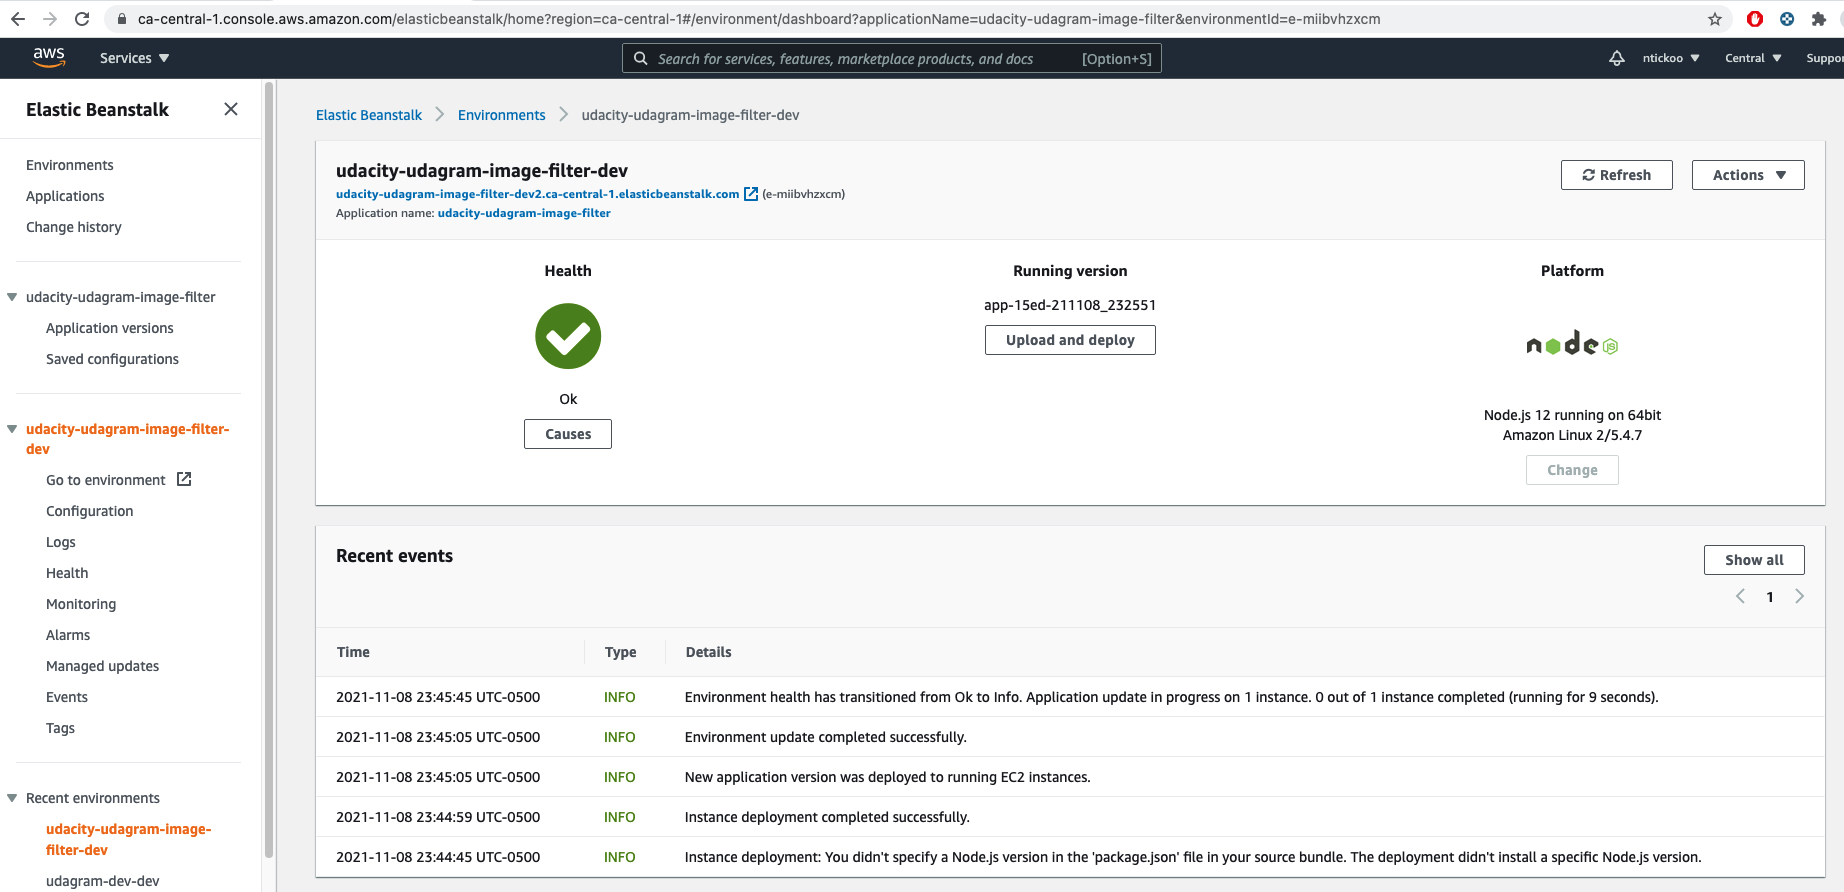 ca-central-1.console.aws.amazon.com/elasticbeanstalk/home?region=ca-central-1#/environment/dashboard?applicationName=udacity-udagram-image-filter&environmentId=e-miibvhzxcm
aws
Services
Search for services, features, marketplace products, and docs [Option+S]
ntickoo
Central
Suppor
Elastic Beanstalk
Environments
Applications
Change history
udacity-udagram-image-filter
Application versions
Saved configurations
udacity-udagram-image-filter-
dev
Go to environment
Configuration
Logs
Health
Monitoring
Alarms
Managed updates
Events
Tags
Recent environments
udacity-udagram-image-
filter-dev
udagram-dev-dev
Elastic Beanstalk > Environments > udacity-udagram-image-filter-dev
udacity-udagram-image-filter-dev
udacity-udagram-image-filter-dev2.ca-central-1.elasticbeanstalk.com (e-miibvhzxcm)
Application name: udacity-udagram-image-filter
Refresh
Actions
Health
Ok
Causes
Running version
app-15ed-211108_232551
Upload and deploy
Platform
node JS
Node.js 12 running on 64bit
Amazon Linux 2/5.4.7
Change
Recent events
Show all
1
Time Type Details
2021-11-08 23:45:45 UTC-0500 INFO Environment health has transitioned from Ok to Info. Application update in progress on 1 instance. 0 out of 1 instance completed (running for 9 seconds).
2021-11-08 23:45:05 UTC-0500 INFO Environment update completed successfully.
2021-11-08 23:45:05 UTC-0500 INFO New application version was deployed to running EC2 instances.
2021-11-08 23:44:59 UTC-0500 INFO Instance deployment completed successfully.
2021-11-08 23:44:45 UTC-0500 INFO Instance deployment: You didn't specify a Node.js version in the 'package.json' file in your source bundle. The deployment didn't install a specific Node.js version.